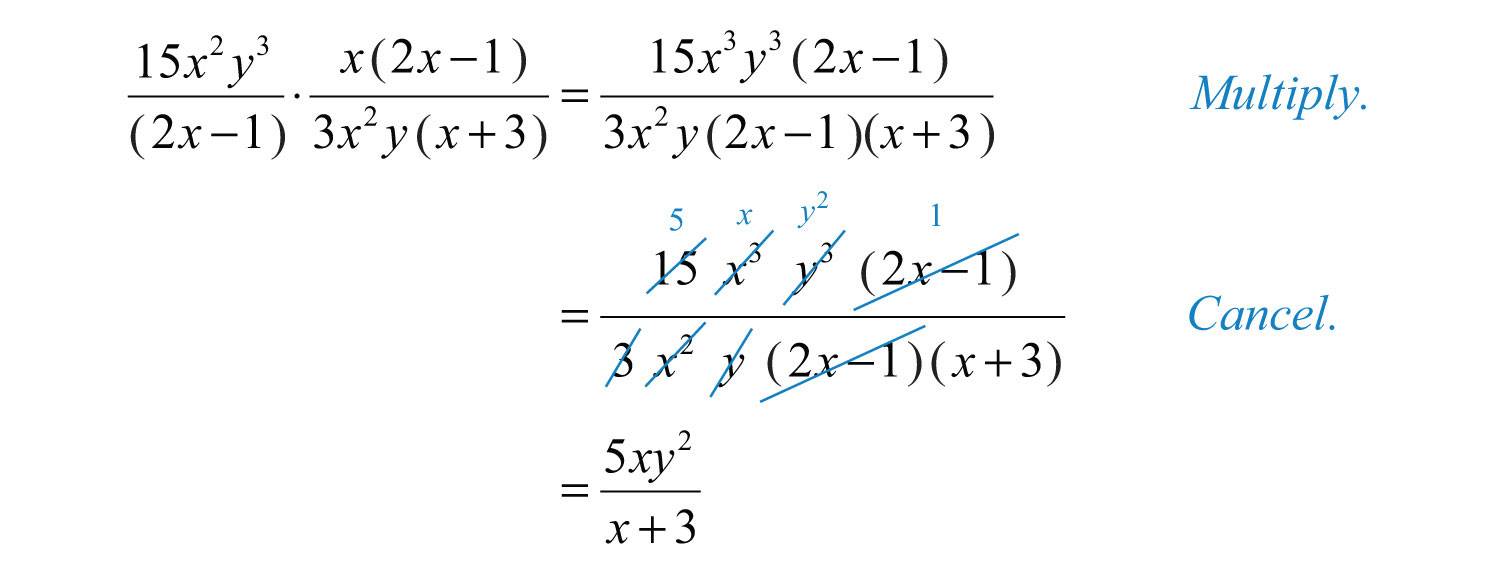 15x²y³/(2x−1) · x(2x−1)/3x²y(x+3) = 15x³y³(2x−1)/3x²y(2x−1)(x+3) Multiply.
5 x y² 1
= 15 x³ y³ (2x−1)/3 x² y (2x−1)(x+3) Cancel.
= 5xy²/x+3